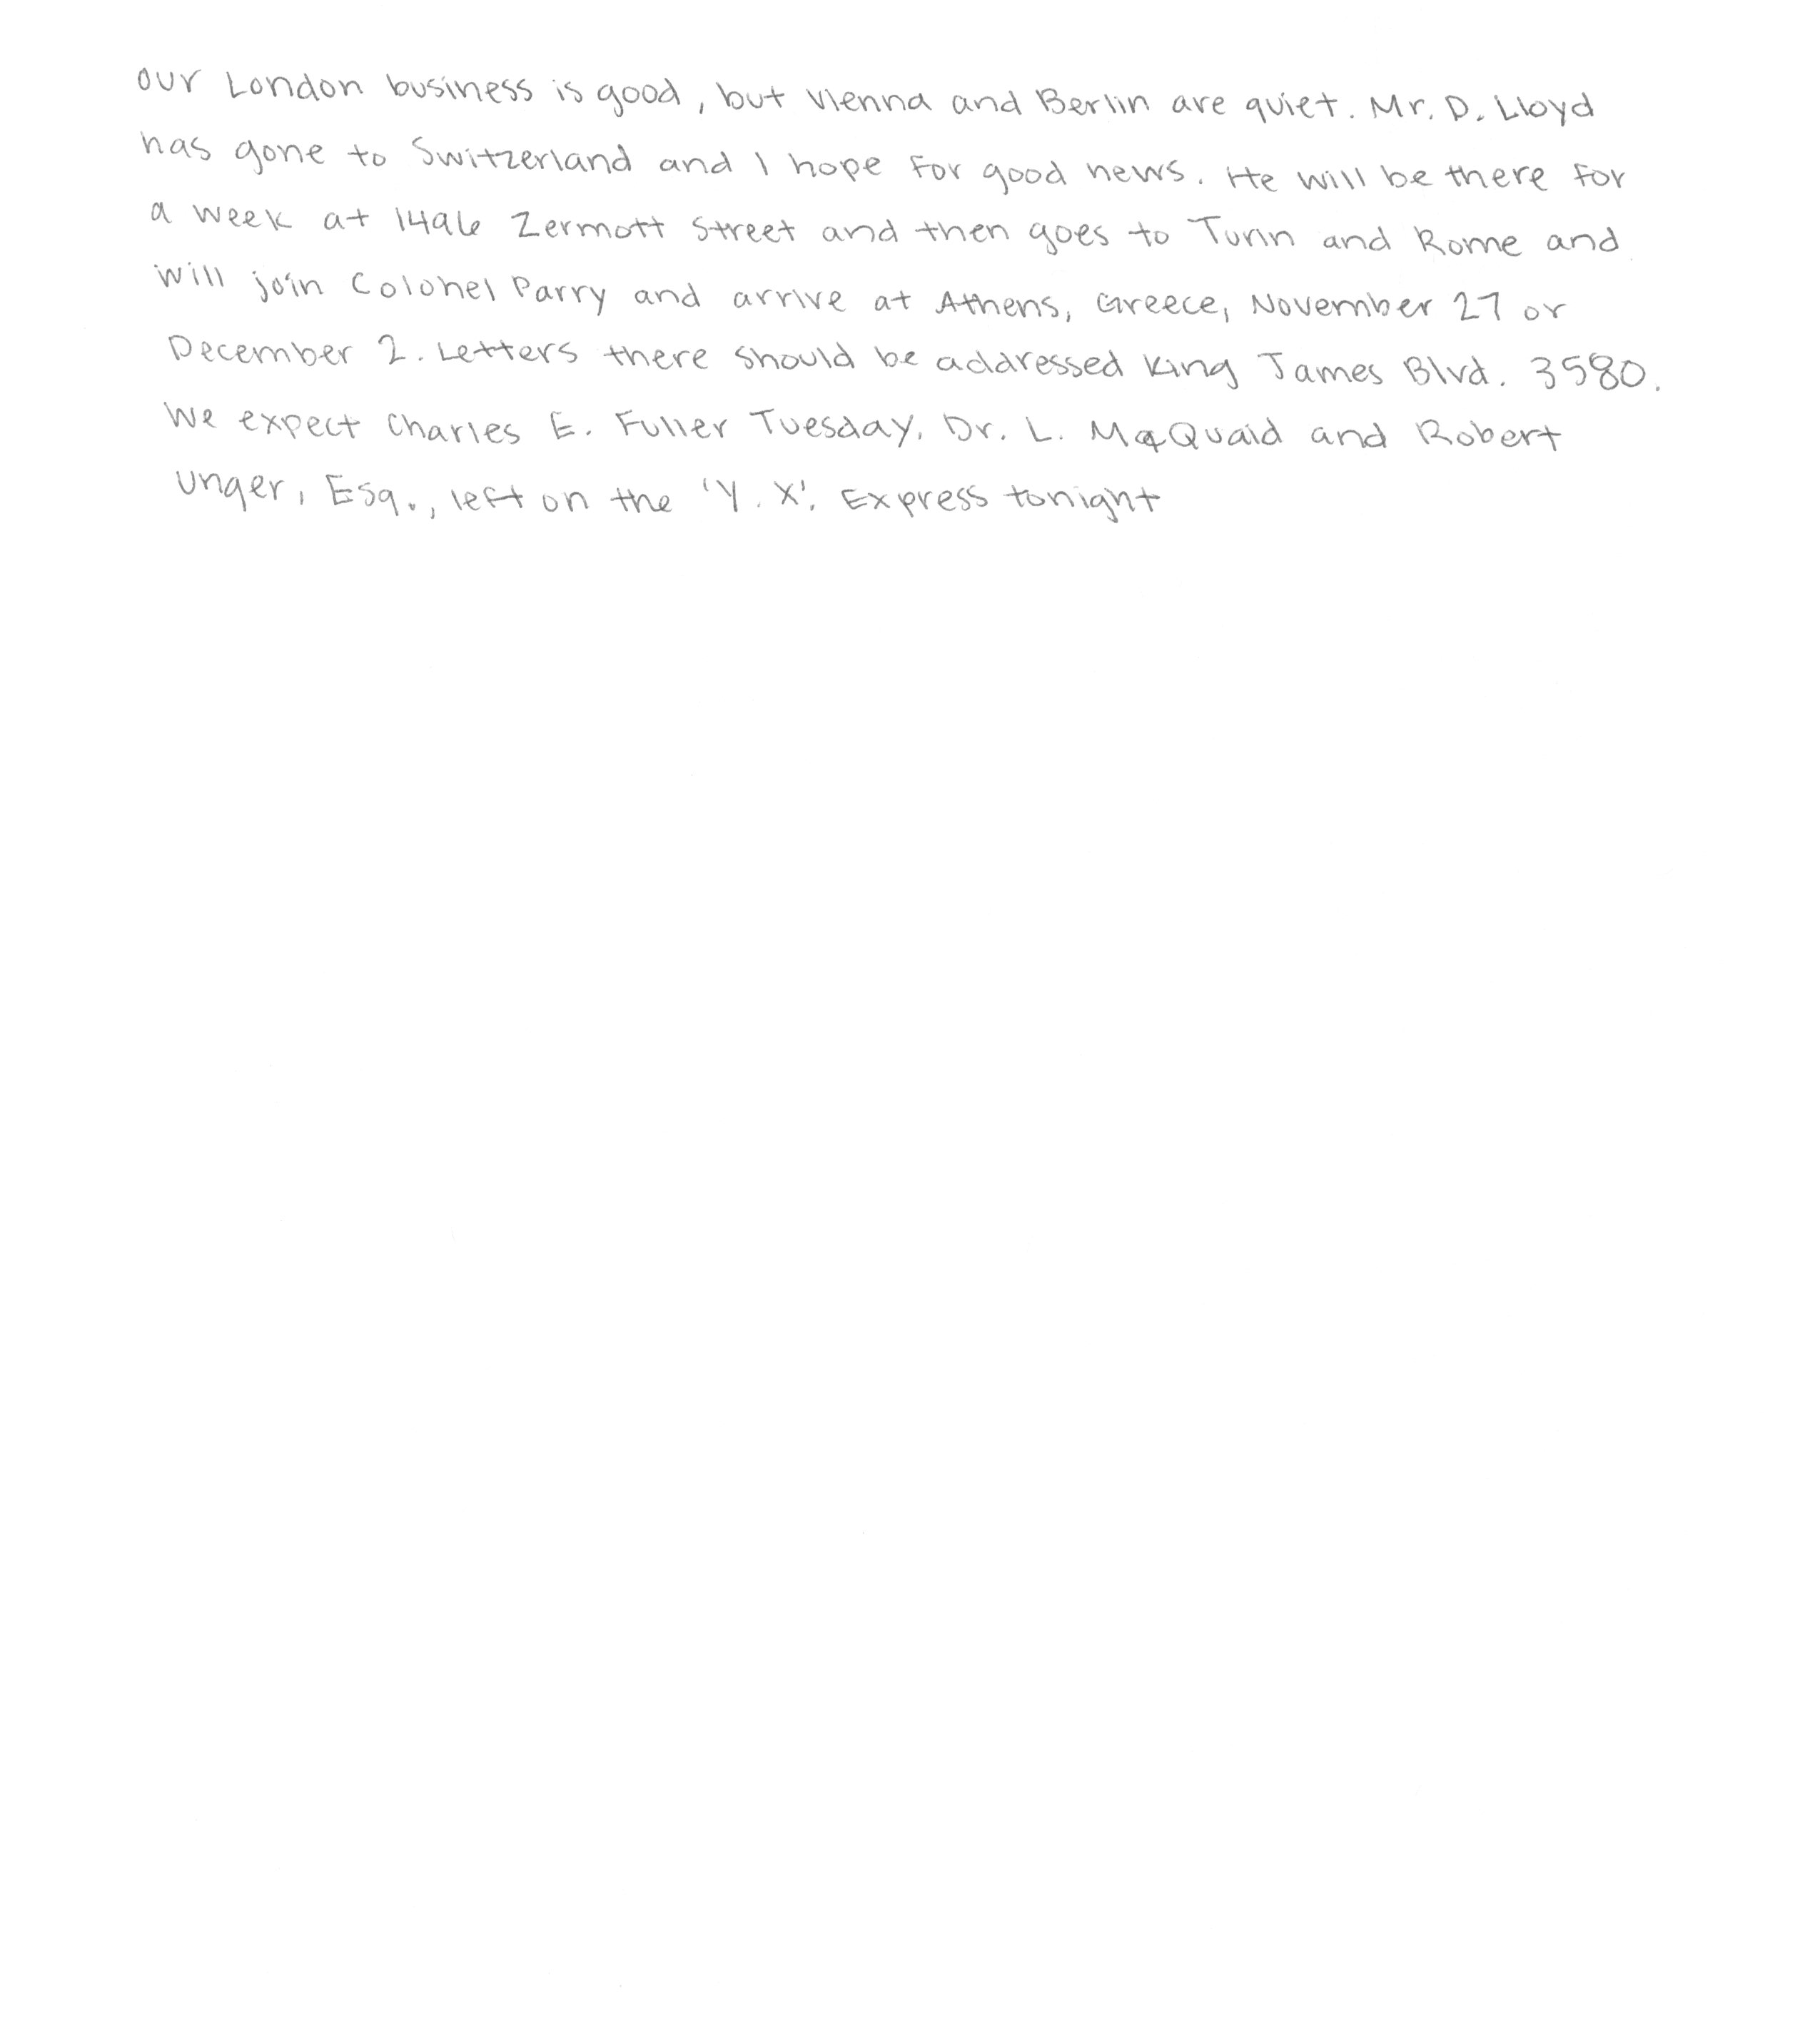 our London business is good, but Vienna and Berlin are quiet. Mr. D. Lloyd
has gone to Switzerland and I hope for good news. He will be there for
a week at 1496 Zermott Street and then goes to Turin and Rome and
will join Colonel Parry and arrive at Athens, Greece, November 27 or
December 2. Letters there should be addressed King James Blvd. 3580.
We expect Charles E. Fuller Tuesday. Dr. L. McQuaid and Robert
Unger, Esq., left on the 'Y. X.' Express tonight